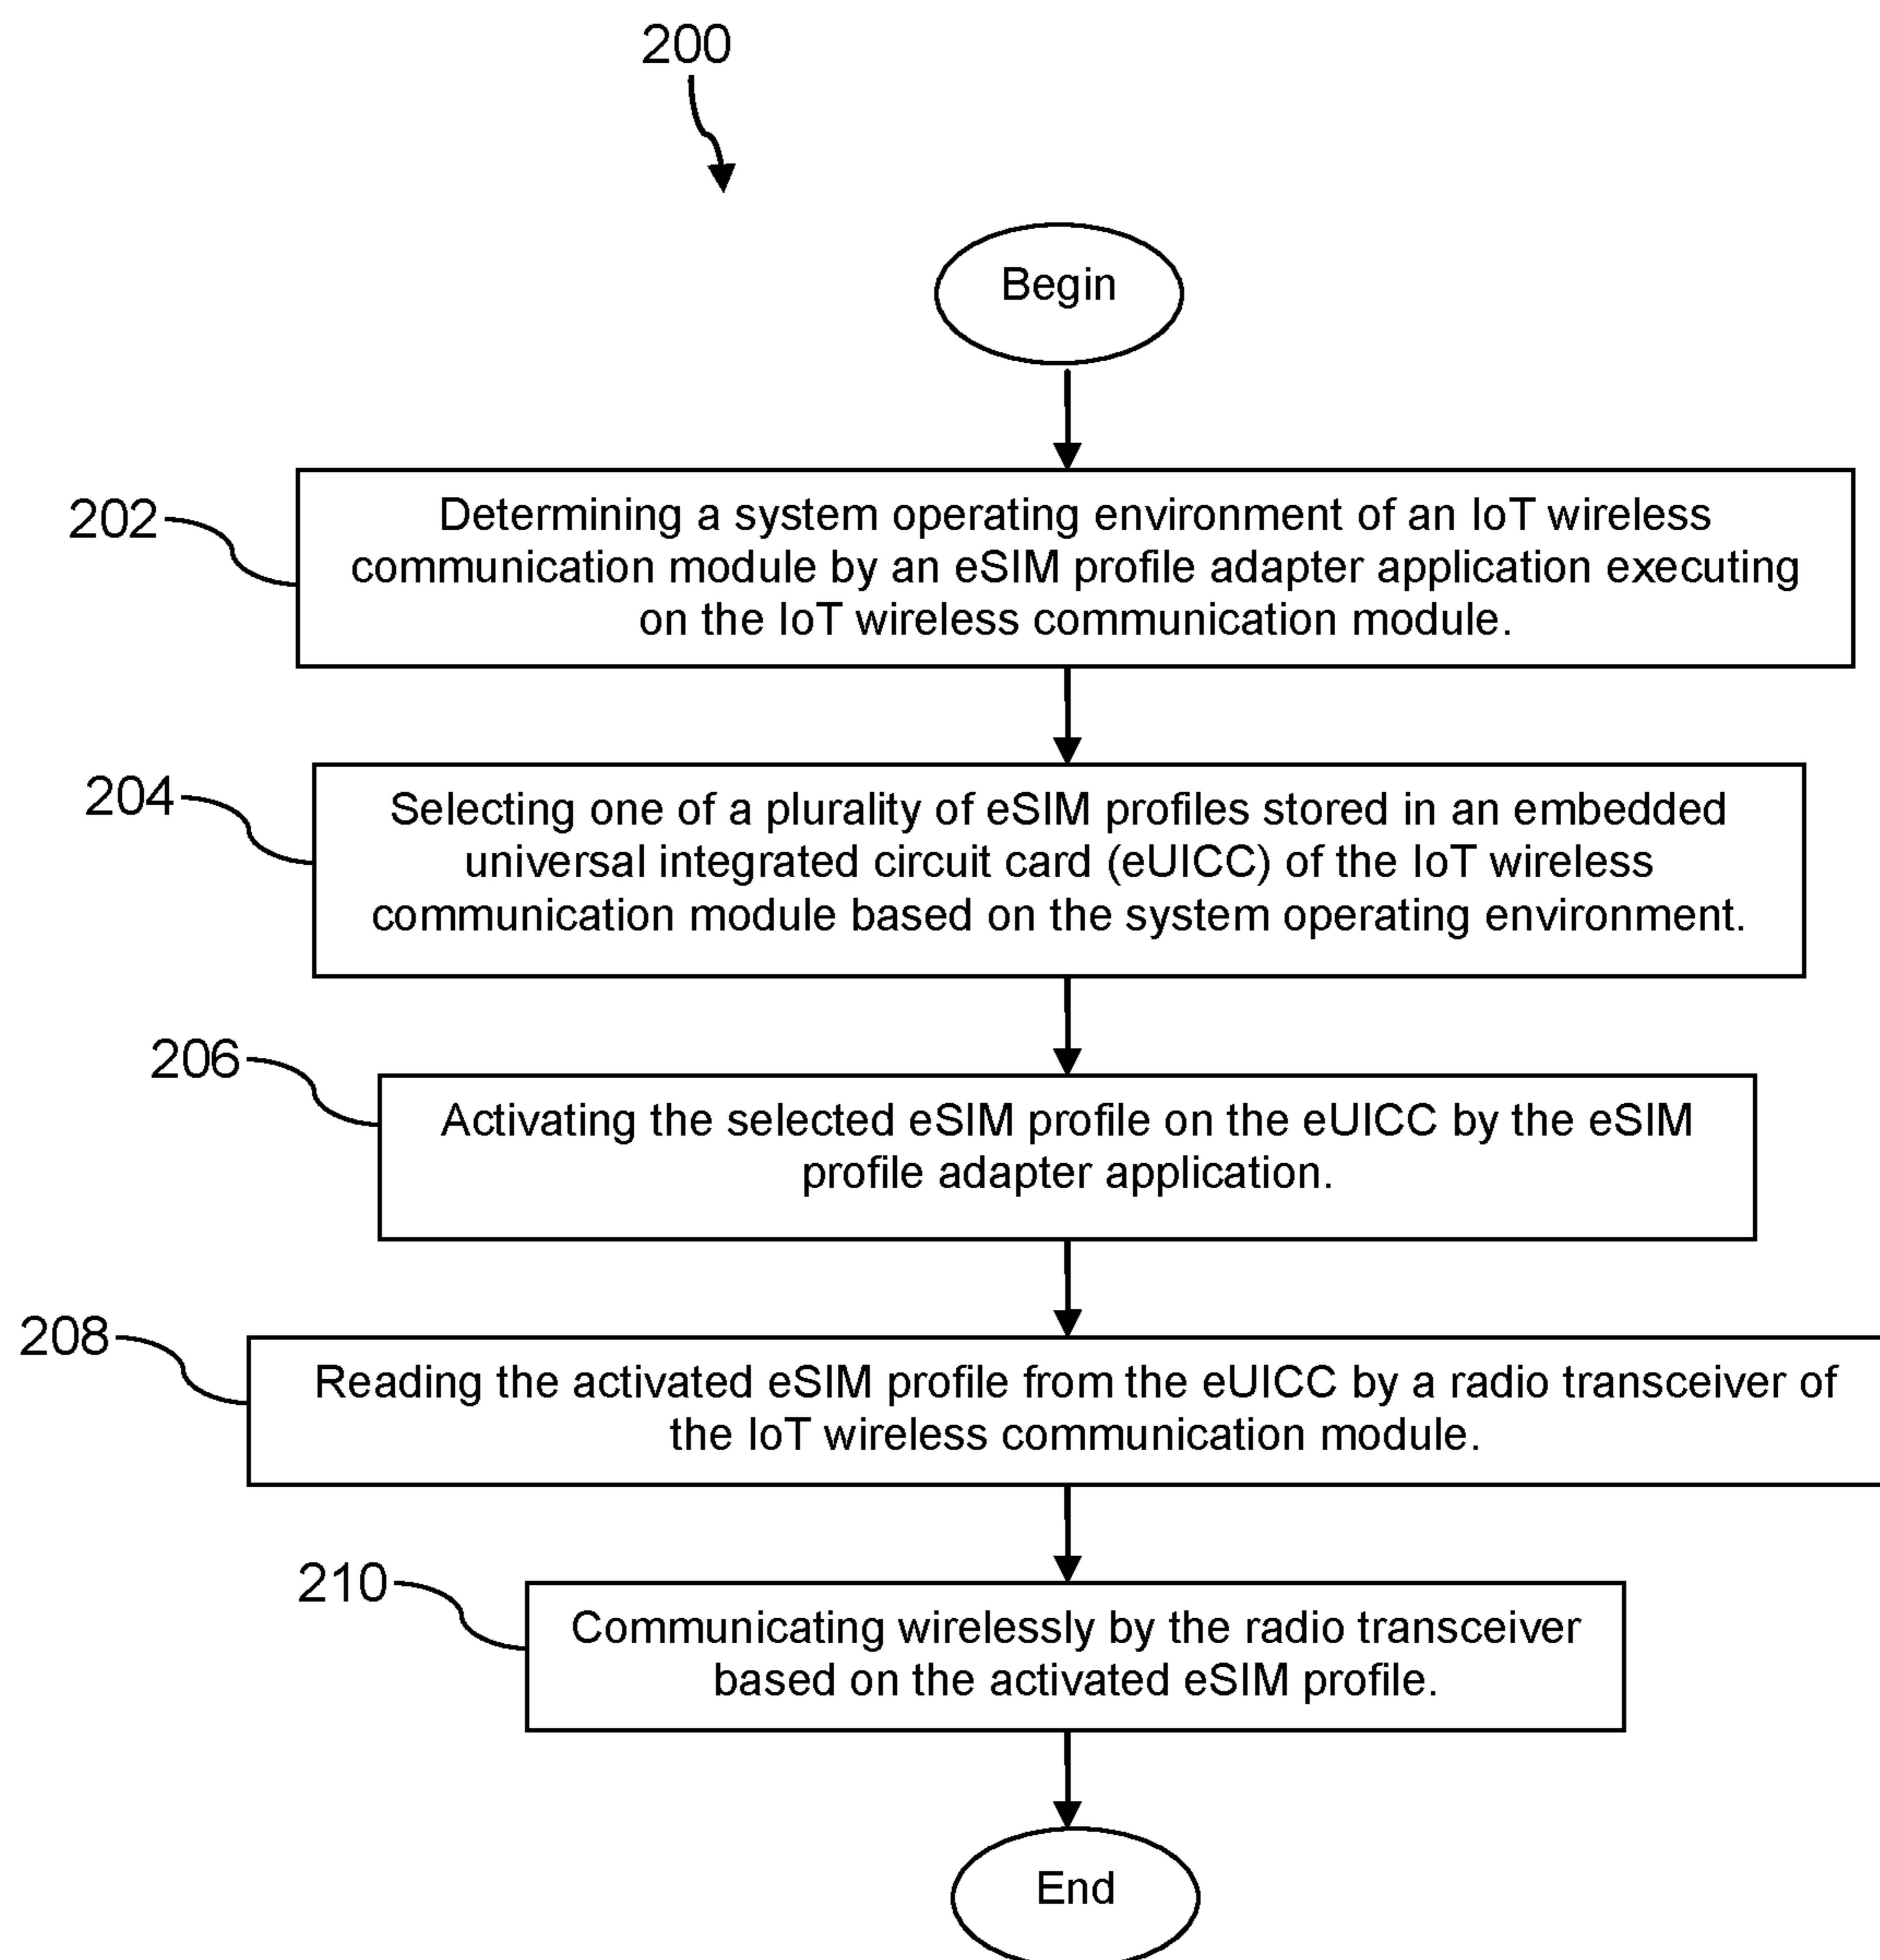 200
Begin
202
Determining a system operating environment of an IoT wireless
communication module by an eSIM profile adapter application executing
on the IoT wireless communication module.
204
Selecting one of a plurality of eSIM profiles stored in an embedded
universal integrated circuit card (eUICC) of the IoT wireless
communication module based on the system operating environment.
206
Activating the selected eSIM profile on the eUICC by the eSIM
profile adapter application.
208
Reading the activated eSIM profile from the eUICC by a radio transceiver of
the IoT wireless communication module.
210
Communicating wirelessly by the radio transceiver
based on the activated eSIM profile.
End